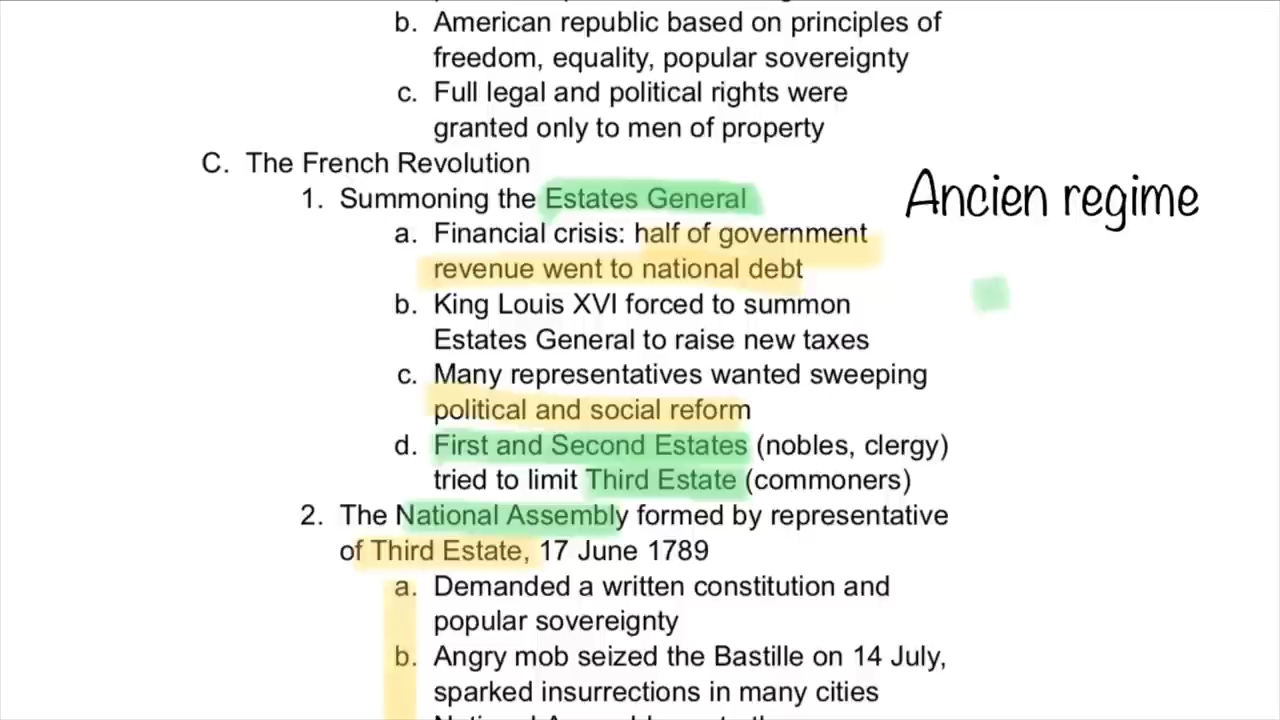 b. American republic based on principles of
freedom, equality, popular sovereignty
c. Full legal and political rights were
granted only to men of property
C. The French Revolution
1. Summoning the Estates General
Ancien regime
a. Financial crisis: half of government
revenue went to national debt
b. King Louis XVI forced to summon
Estates General to raise new taxes
c. Many representatives wanted sweeping
political and social reform
d. First and Second Estates (nobles, clergy)
tried to limit Third Estate (commoners)
2. The National Assembly formed by representative
of Third Estate, 17 June 1789
a. Demanded a written constitution and
popular sovereignty
b. Angry mob seized the Bastille on 14 July,
sparked insurrections in many cities